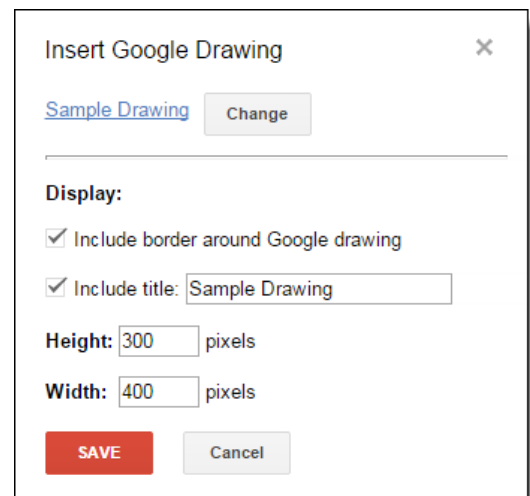 Insert Google Drawing
Sample Drawing Change
Display:
Include border around Google drawing
Include title: Sample Drawing
Height: 300 pixels
Width: 400 pixels
SAVE Cancel